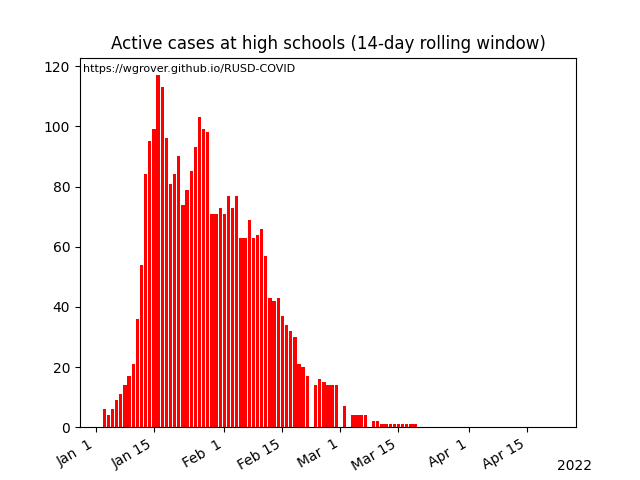 Active cases at high schools (14-day rolling window)
https://wgrover.github.io/RUSD-COVID
120
100
80
60
40
20
0
Jan 1
Jan 15
Feb 1
Feb 15
Mar 1
Mar 15
Apr 1
Apr 15
2022